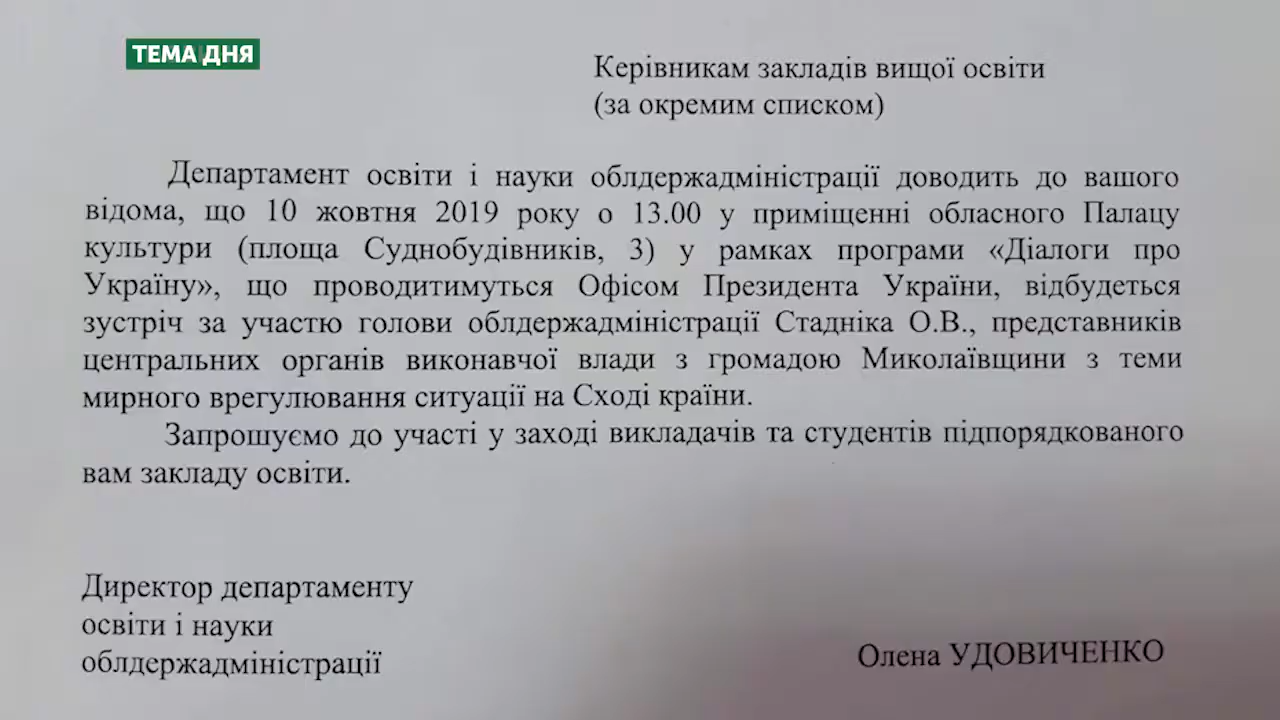 ТЕМА ДНЯ
Керівникам закладів вищої освіти
(за окремим списком)
Департамент освіти і науки облдержадміністрації доводить до вашого
відома, що 10 жовтня 2019 року о 13.00 у приміщенні обласного Палацу
культури (площа Суднобудівників, 3) у рамках програми «Діалоги про
Україну», що проводитимуться Офісом Президента України, відбудеться
зустріч за участю голови облдержадміністрації Стадніка О.В., представників
центральних органів виконавчої влади з громадою Миколаївщини з теми
мирного врегулювання ситуації на Сході країни.
Запрошуємо до участі у заході викладачів та студентів підпорядкованого
вам закладу освіти.
Директор департаменту
освіти і науки
облдержадміністрації
Олена УДОВИЧЕНКО